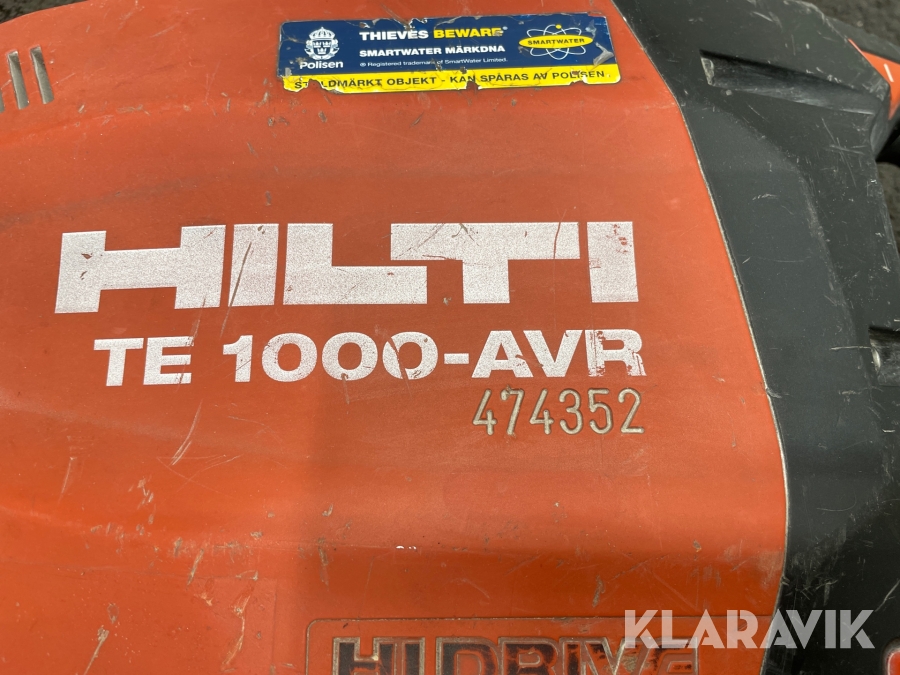 THIEVES BEWARE®
SMARTWATER MÄRKDNA
® Registered trademark of SmartWater Limited.
Polisen
SMARTWATER
STÖLDMÄRKT OBJEKT - KAN SPÅRAS AV POLISEN
HILTI
TE 1000-AVR
474352
HIDRIVE
KLARAVIK